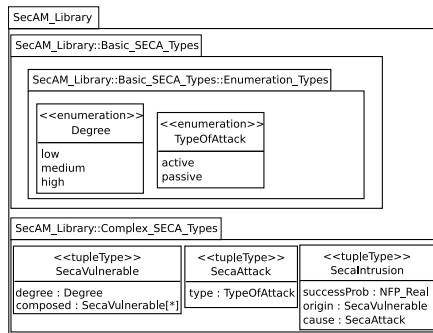 SecAM_Library
SecAM_Library::Basic_SECA_Types
SecAM_Library::Basic_SECA_Types::Enumeration_Types
<<enumeration>>
Degree
low
medium
high
<<enumeration>>
TypeOfAttack
active
passive
SecAM_Library::Complex_SECA_Types
<<tupleType>>
SecaVulnerable
degree : Degree
composed : SecaVulnerable[*]
<<tupleType>>
SecaAttack
type : TypeOfAttack
<<tupleType>>
SecaIntrusion
successProb : NFP_Real
origin : SecaVulnerable
cause : SecaAttack